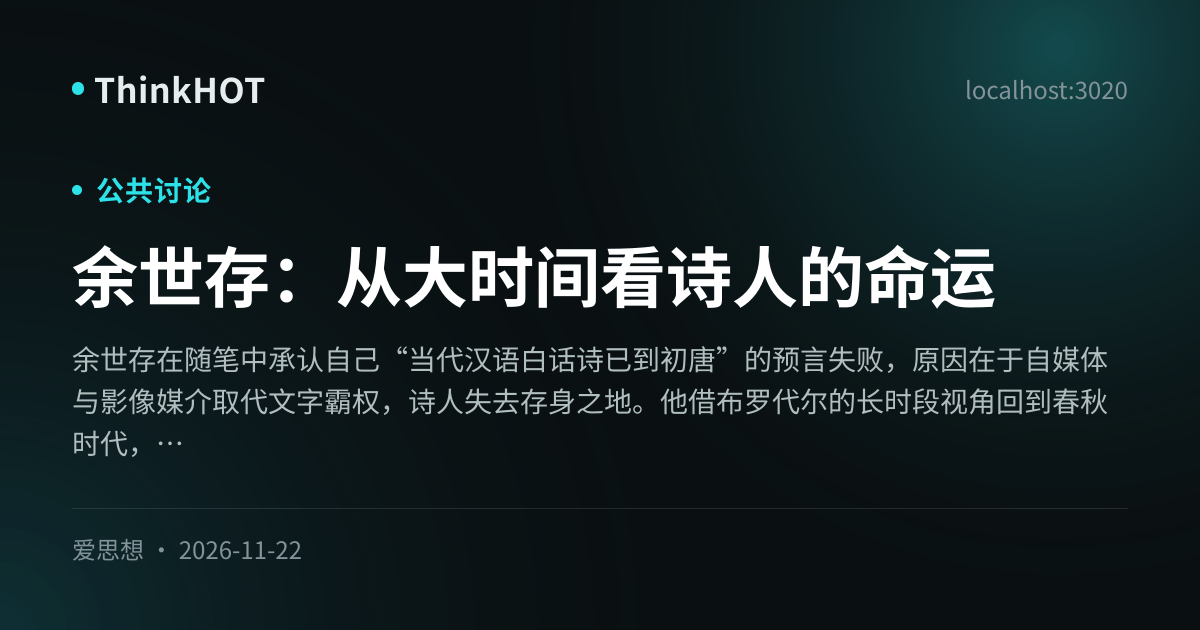 ThinkHOT
localhost:3020
公共讨论
余世存：从大时间看诗人的命运
余世存在随笔中承认自己“当代汉语白话诗已到初唐”的预言失败，原因在于自媒体
与影像媒介取代文字霸权，诗人失去存身之地。他借布罗代尔的长时段视角回到春秋
时代，…
爱思想 · 2026-11-22